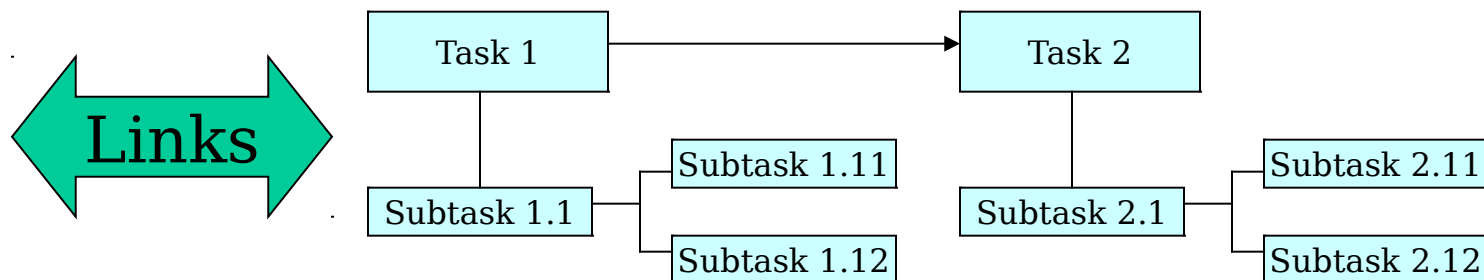 Links
Task 1
Task 2
Subtask 1.1
Subtask 1.11
Subtask 1.12
Subtask 2.1
Subtask 2.11
Subtask 2.12